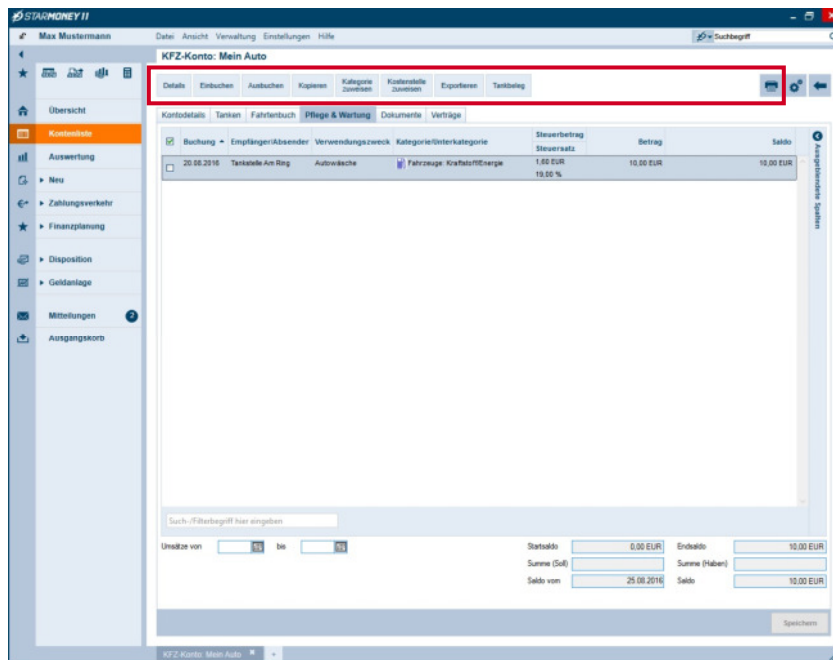 STARMONEY 11
Max Mustermann
Datei Ansicht Verwaltung Einstellungen Hilfe
Suchbegriff
KFZ-Konto: Mein Auto
Details Einbuchen Ausbuchen Kopieren Kategorie zuweisen Kostenstelle zuweisen Exportieren Tankbeleg
Kontodetails Tanken Fahrtenbuch Pflege & Wartung Dokumente Verträge
Übersicht
Kontenliste
Auswertung
Neu
Zahlungsverkehr
Finanzplanung
Disposition
Geldanlage
Mitteilungen 2
Ausgangskorb
Buchung Empfänger/Absender Verwendungszweck Kategorie/Unterkategorie Steuerbetrag Betrag Saldo
Steuersatz
20.08.2016 Tankstelle Am Ring Autowäsche Fahrzeuge: Kraftstoff/Energie 1,60 EUR 10,00 EUR 10,00 EUR
19,00 %
Ausgeblendete Spalten
Such-/Filterbegriff hier eingeben
Umsätze von bis Startsaldo 0,00 EUR Endsaldo 10,00 EUR
Summe (Soll) Summe (Haben)
Saldo vom 25.08.2016 Saldo 10,00 EUR
Speichern
KFZ-Konto: Mein Auto